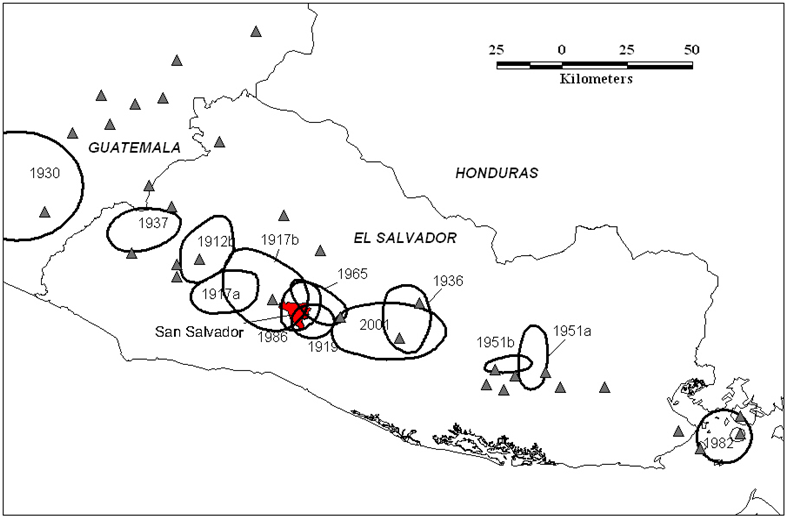 25 0 25 50
Kilometers
GUATEMALA
HONDURAS
1930
1937
1912b
1917b
EL SALVADOR
1965
1936
1917a
San Salvador
1986
1919
2001
1951b
1951a
1982